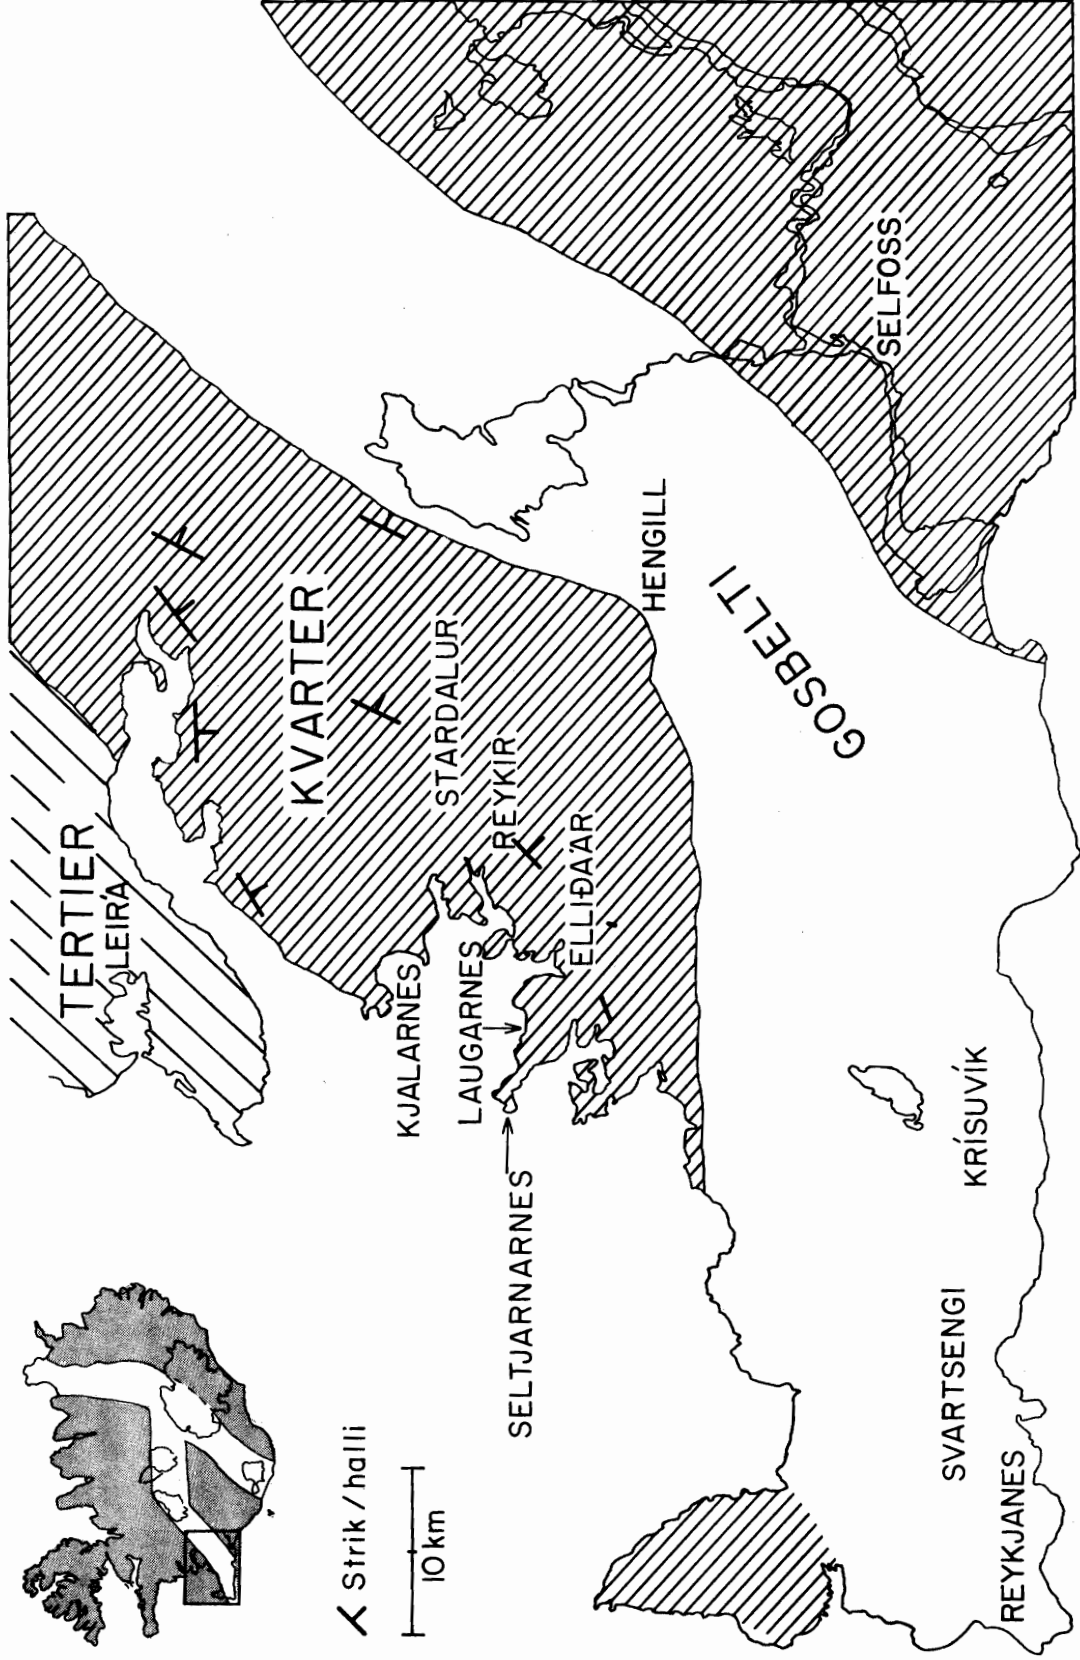 TERTIER
LEIRÁ
KVARTER
STARDALUR
REYKIR
KJALARNES
LAUGARNES
ELLIÐAÁR
SELTJARNARNES
HENGILL
GOSBELTI
SELFOSS
KRÍSUVÍK
SVARTSENGI
REYKJANES
Strik / halli
10 km